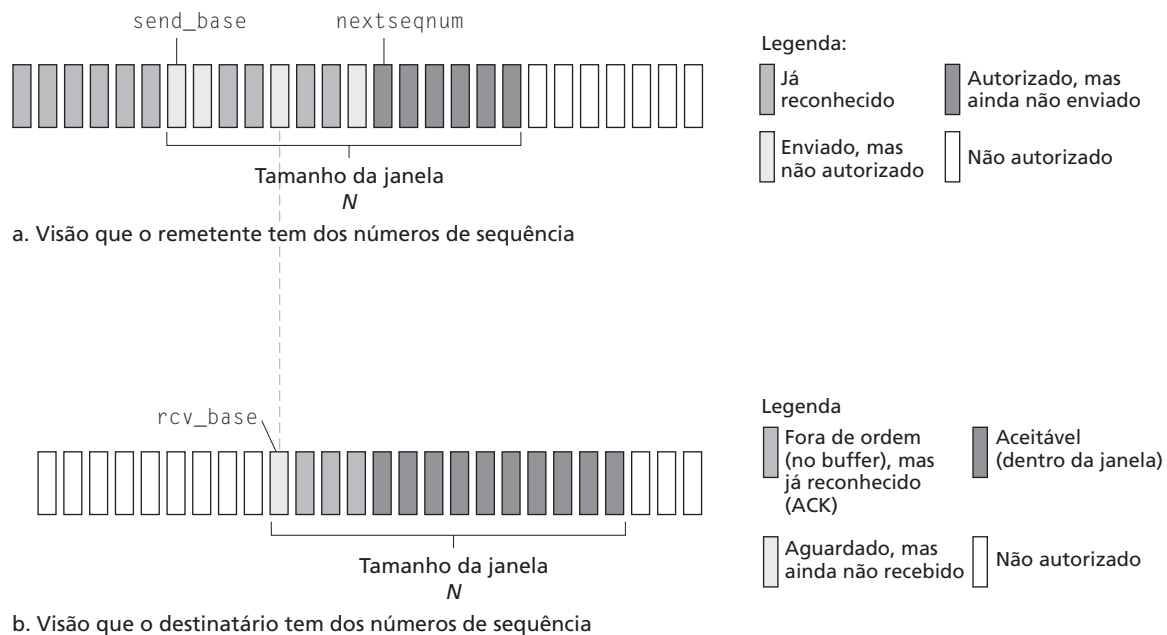 send_base
nextseqnum
Legenda:
Já
reconhecido
Autorizado, mas
ainda não enviado
Enviado, mas
não autorizado
Não autorizado
Tamanho da janela
N
a. Visão que o remetente tem dos números de sequência
rcv_base
Legenda
Fora de ordem
(no buffer), mas
já reconhecido
(ACK)
Aceitável
(dentro da janela)
Aguardado, mas
ainda não recebido
Não autorizado
Tamanho da janela
N
b. Visão que o destinatário tem dos números de sequência